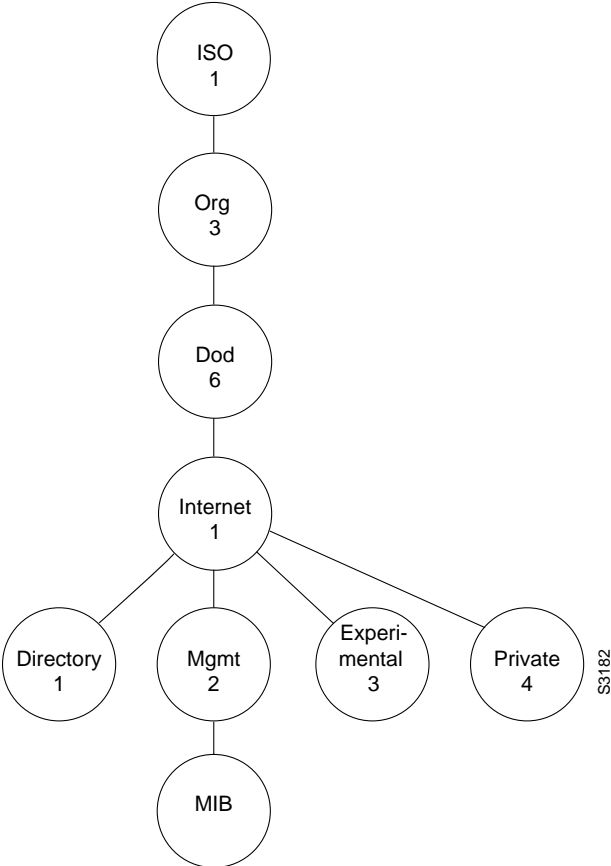 ISO
1
Org
3
Dod
6
Internet
1
Directory
1
Mgmt
2
Experi-
mental
3
Private
4
S3182
MIB